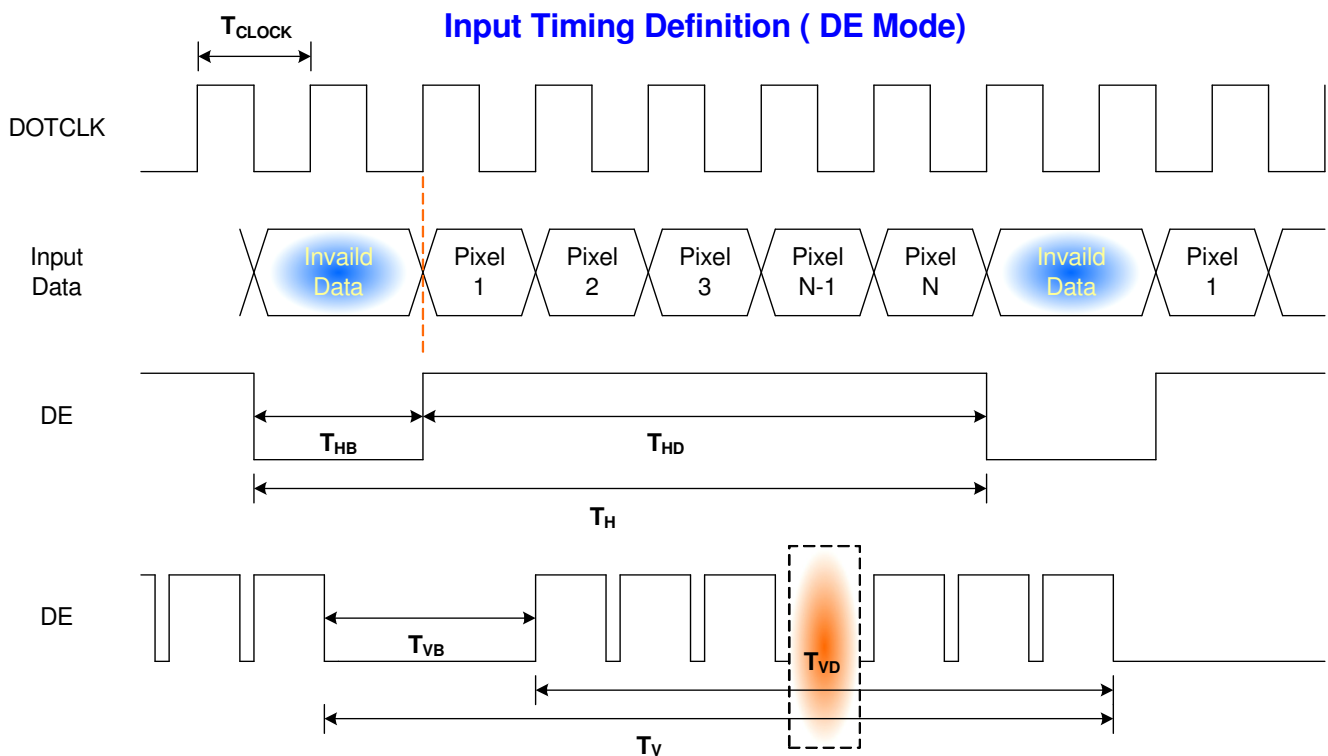 Input Timing Definition ( DE Mode)
TCLOCK
DOTCLK
Input
Data
Invaild
Data
Pixel
1
Pixel
2
Pixel
3
Pixel
N-1
Pixel
N
Invaild
Data
Pixel
1
DE
THB
THD
TH
DE
TVB
TVD
TV